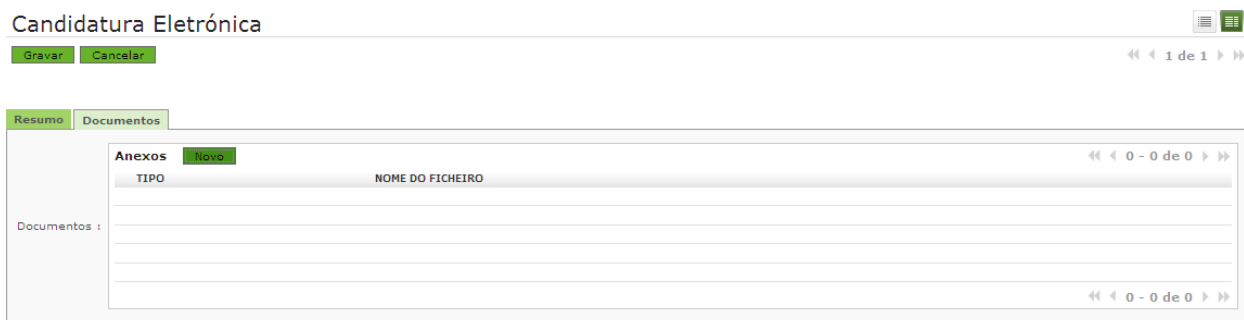 Candidatura Eletrónica
Gravar Cancelar 1 de 1
Resumo Documentos
Anexos Novo 0 - 0 de 0
TIPO NOME DO FICHEIRO
Documentos :
0 - 0 de 0